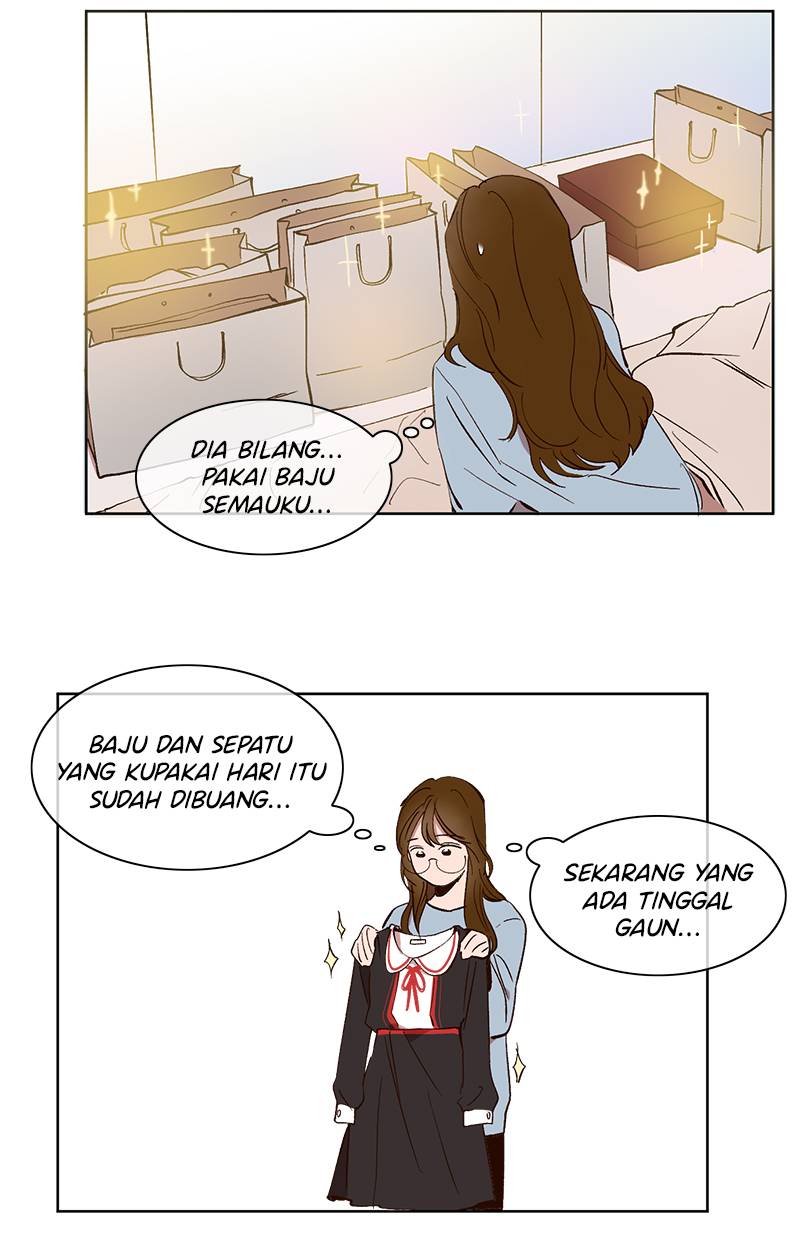 DIA BILANG...
PAKAI BAJU
SEMAUKU...
BAJU DAN SEPATU
YANG KUPAKAI HARI ITU
SUDAH DIBUANG...
SEKARANG YANG
ADA TINGGAL
GAUN...